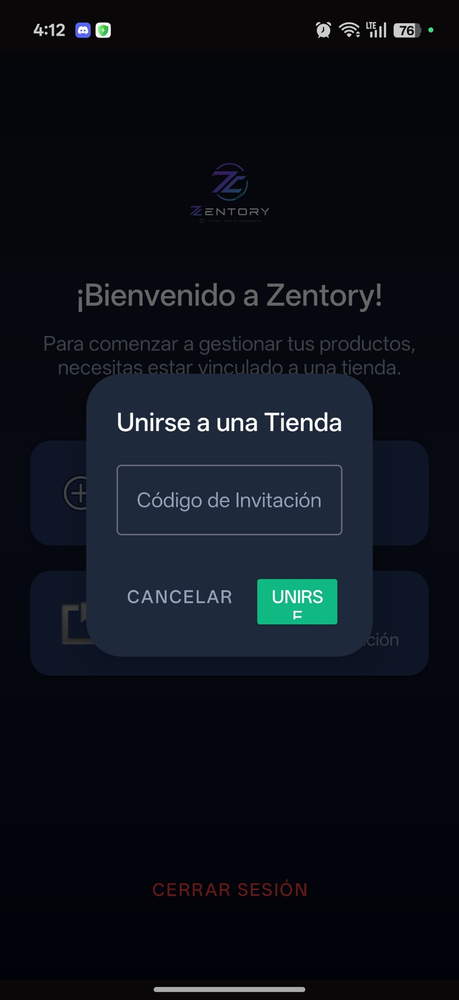 4:12
LTE
76
ZENTORY
¡Bienvenido a Zentory!
Para comenzar a gestionar tus productos,
necesitas estar vinculado a una tienda.
Unirse a una Tienda
Código de Invitación
CANCELAR
UNIRS
E
ción
CERRAR SESIÓN